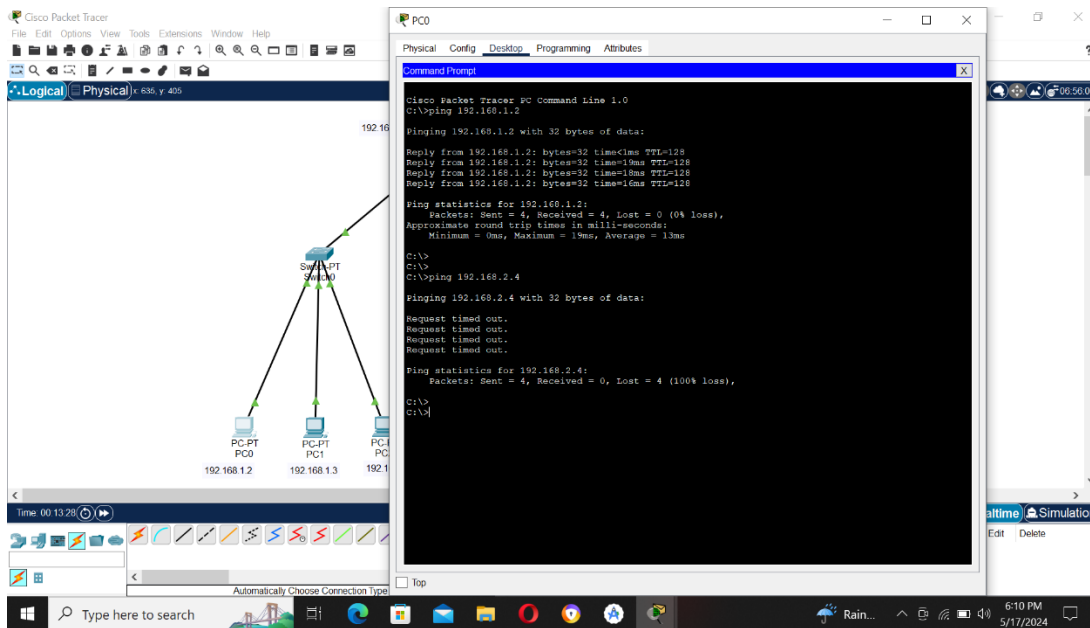 Cisco Packet Tracer
File Edit Options View Tools Extensions Window Help
Logical Physical x: 635, y: 405
06:56:0
192.16
Switch-PT
Switch0
PC-PT
PC0
192.168.1.2
PC-PT
PC1
192.168.1.3
PC-
PC
192.1
Time: 00:13:28
Automatically Choose Connection Type
PC0
Physical Config Desktop Programming Attributes
Command Prompt X
Cisco Packet Tracer PC Command Line 1.0
C:\>ping 192.168.1.2
Pinging 192.168.1.2 with 32 bytes of data:
Reply from 192.168.1.2: bytes=32 time<1ms TTL=128
Reply from 192.168.1.2: bytes=32 time=19ms TTL=128
Reply from 192.168.1.2: bytes=32 time=18ms TTL=128
Reply from 192.168.1.2: bytes=32 time=16ms TTL=128
Ping statistics for 192.168.1.2:
Packets: Sent = 4, Received = 4, Lost = 0 (0% loss),
Approximate round trip times in milli-seconds:
Minimum = 0ms, Maximum = 19ms, Average = 13ms
C:\>
C:\>
C:\>ping 192.168.2.4
Pinging 192.168.2.4 with 32 bytes of data:
Request timed out.
Request timed out.
Request timed out.
Request timed out.
Ping statistics for 192.168.2.4:
Packets: Sent = 4, Received = 0, Lost = 4 (100% loss),
C:\>
C:\>
Top
altime Simulatio
Edit Delete
Type here to search
Rain...
6:10 PM
5/17/2024